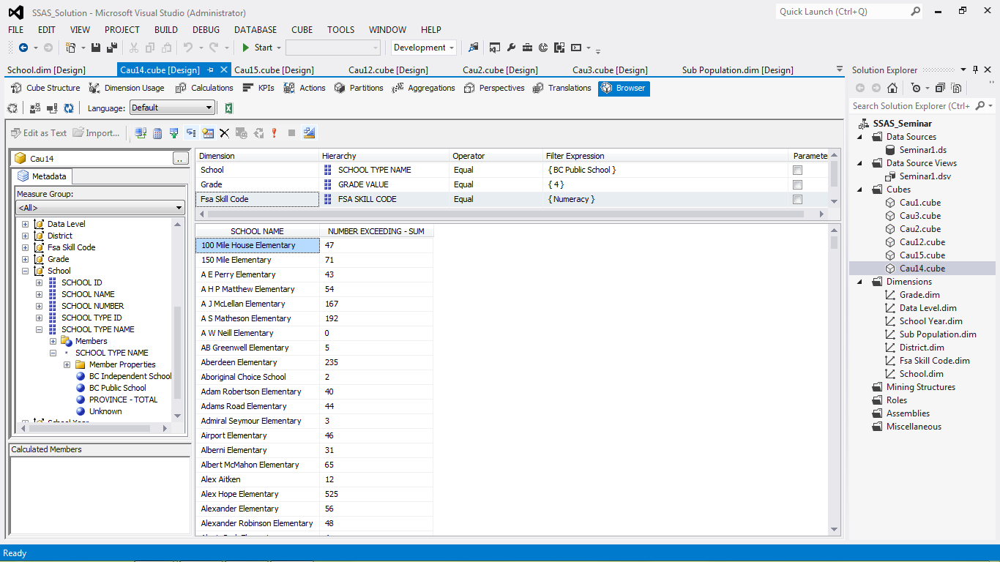 SSAS_Solution - Microsoft Visual Studio (Administrator)
Quick Launch (Ctrl+Q)
FILE EDIT VIEW PROJECT BUILD DEBUG DATABASE CUBE TOOLS WINDOW HELP
Start Development
School.dim [Design] Cau14.cube [Design] Cau15.cube [Design] Cau12.cube [Design] Cau2.cube [Design] Cau3.cube [Design] Sub Population.dim [Design]
Cube Structure Dimension Usage Calculations KPIs Actions Partitions Aggregations Perspectives Translations Browser
Language: Default
Edit as Text Import...
Cau14 ..
Metadata
Measure Group:
<All>
Data Level
District
Fsa Skill Code
Grade
School
SCHOOL ID
SCHOOL NAME
SCHOOL NUMBER
SCHOOL TYPE ID
SCHOOL TYPE NAME
Members
SCHOOL TYPE NAME
Member Properties
BC Independent School
BC Public School
PROVINCE - TOTAL
Unknown
School Year
Calculated Members
Dimension Hierarchy Operator Filter Expression Paramete
School SCHOOL TYPE NAME Equal { BC Public School }
Grade GRADE VALUE Equal { 4 }
Fsa Skill Code FSA SKILL CODE Equal { Numeracy }
SCHOOL NAME NUMBER EXCEEDING - SUM
100 Mile House Elementary 47
150 Mile Elementary 71
A E Perry Elementary 43
A H P Matthew Elementary 54
A J McLellan Elementary 167
A S Matheson Elementary 192
A W Neill Elementary 0
AB Greenwell Elementary 5
Aberdeen Elementary 235
Aboriginal Choice School 2
Adam Robertson Elementary 40
Adams Road Elementary 44
Admiral Seymour Elementary 3
Airport Elementary 46
Alberni Elementary 31
Albert McMahon Elementary 65
Alex Aitken 12
Alex Hope Elementary 525
Alexander Elementary 56
Alexander Robinson Elementary 48
Solution Explorer
Search Solution Explorer (Ctrl+
SSAS_Seminar
Data Sources
Seminar1.ds
Data Source Views
Seminar1.dsv
Cubes
Cau1.cube
Cau3.cube
Cau2.cube
Cau12.cube
Cau15.cube
Cau14.cube
Dimensions
Grade.dim
Data Level.dim
School Year.dim
Sub Population.dim
District.dim
Fsa Skill Code.dim
School.dim
Mining Structures
Roles
Assemblies
Miscellaneous
Ready